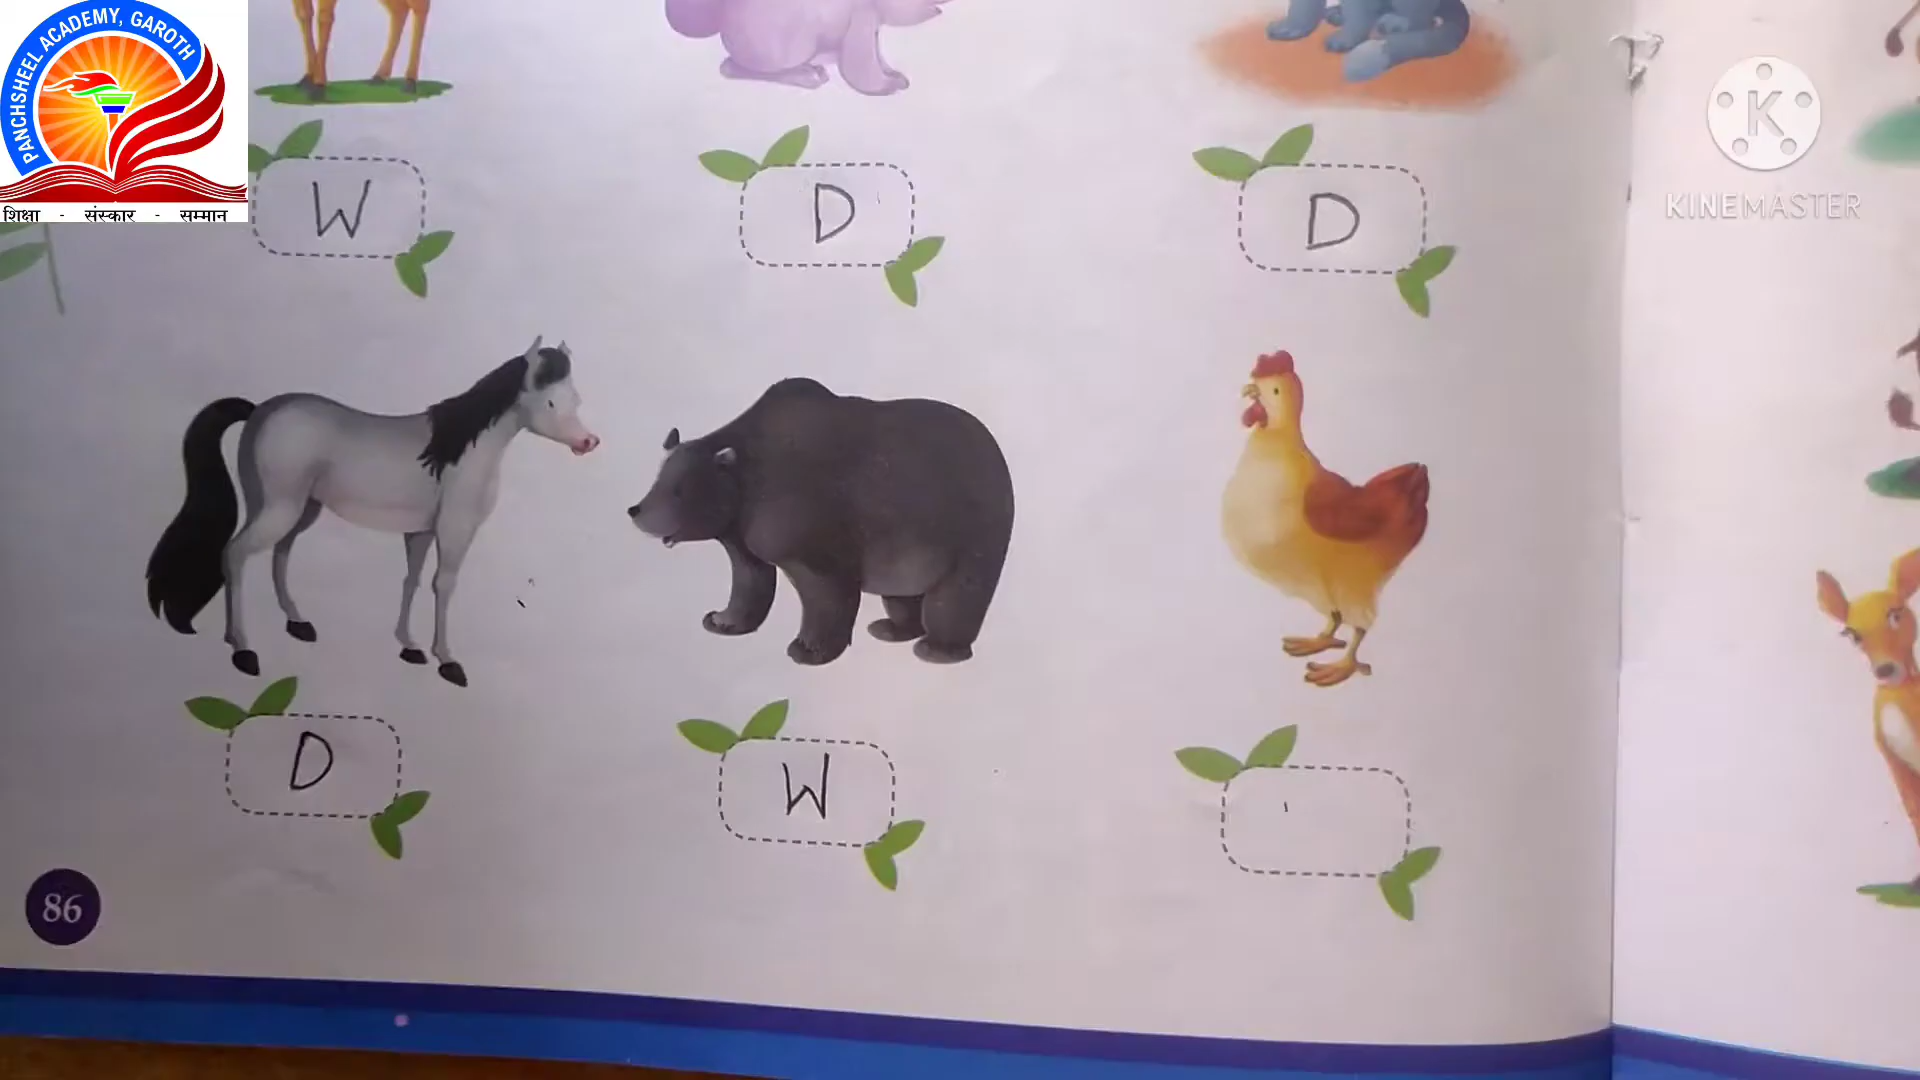 PANCHSHEEL ACADEMY, GAROTH
शिक्षा - संस्कार - सम्मान
K
KINEMASTER
W
D
D
D
W
86